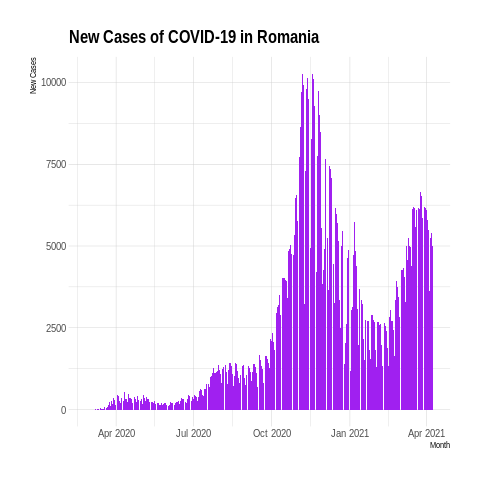 New Cases of COVID-19 in Romania
New Cases
10000
7500
5000
2500
0
Apr 2020
Jul 2020
Oct 2020
Jan 2021
Apr 2021
Month